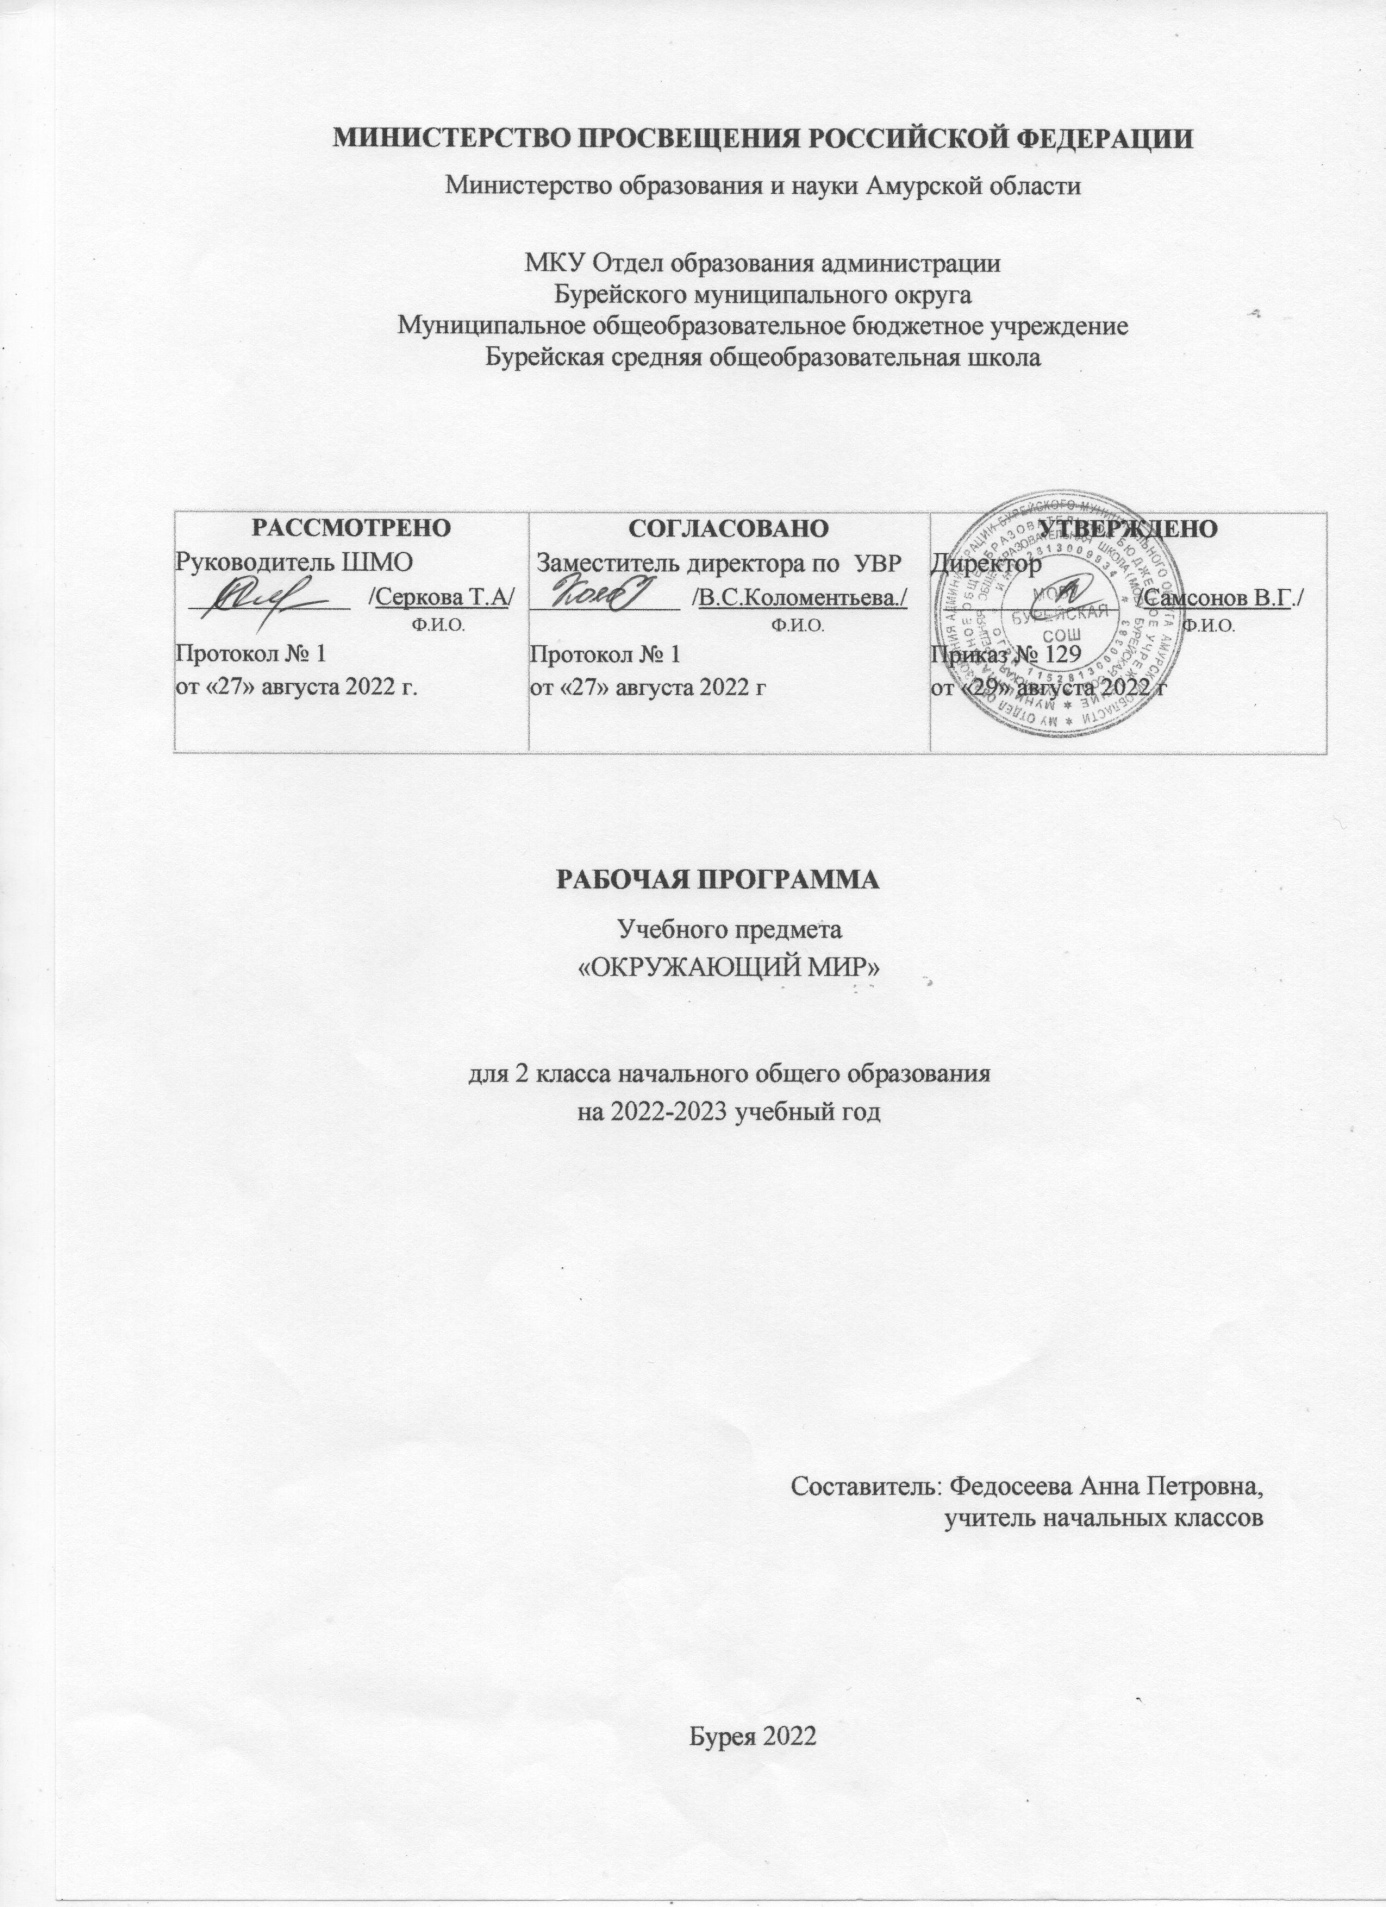 МИНИСТЕРСТВО ПРОСВЕЩЕНИЯ РОССИЙСКОЙ ФЕДЕРАЦИИ
Министерство образования и науки Амурской области
МКУ Отдел образования администрации
Бурейского муниципального округа
Муниципальное общеобразовательное бюджетное учреждение
Бурейская средняя общеобразовательная школа
РАССМОТРЕНО
Руководитель ШМО
/Серкова Т.А/
Ф.И.О.
Протокол № 1
от «27» августа 2022 г.
СОГЛАСОВАНО
Заместитель директора по УВР
/В.С.Коломентьева./
Ф.И.О.
Протокол № 1
от «27» августа 2022 г
УТВЕРЖДЕНО
Директор
/Самсонов В.Г./
Ф.И.О.
Приказ № 129
от «29» августа 2022 г
БУРЕЙСКАЯ
СОШ
РАБОЧАЯ ПРОГРАММА
Учебного предмета
«ОКРУЖАЮЩИЙ МИР»
для 2 класса начального общего образования
на 2022-2023 учебный год
Составитель: Федосеева Анна Петровна,
учитель начальных классов
Бурея 2022